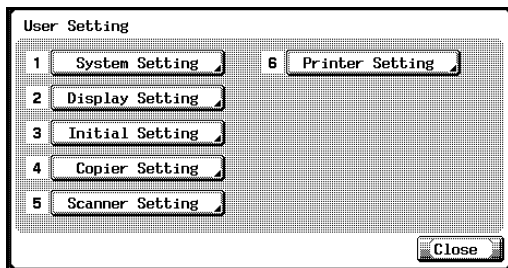 User Setting
1 System Setting
2 Display Setting
3 Initial Setting
4 Copier Setting
5 Scanner Setting
6 Printer Setting
Close